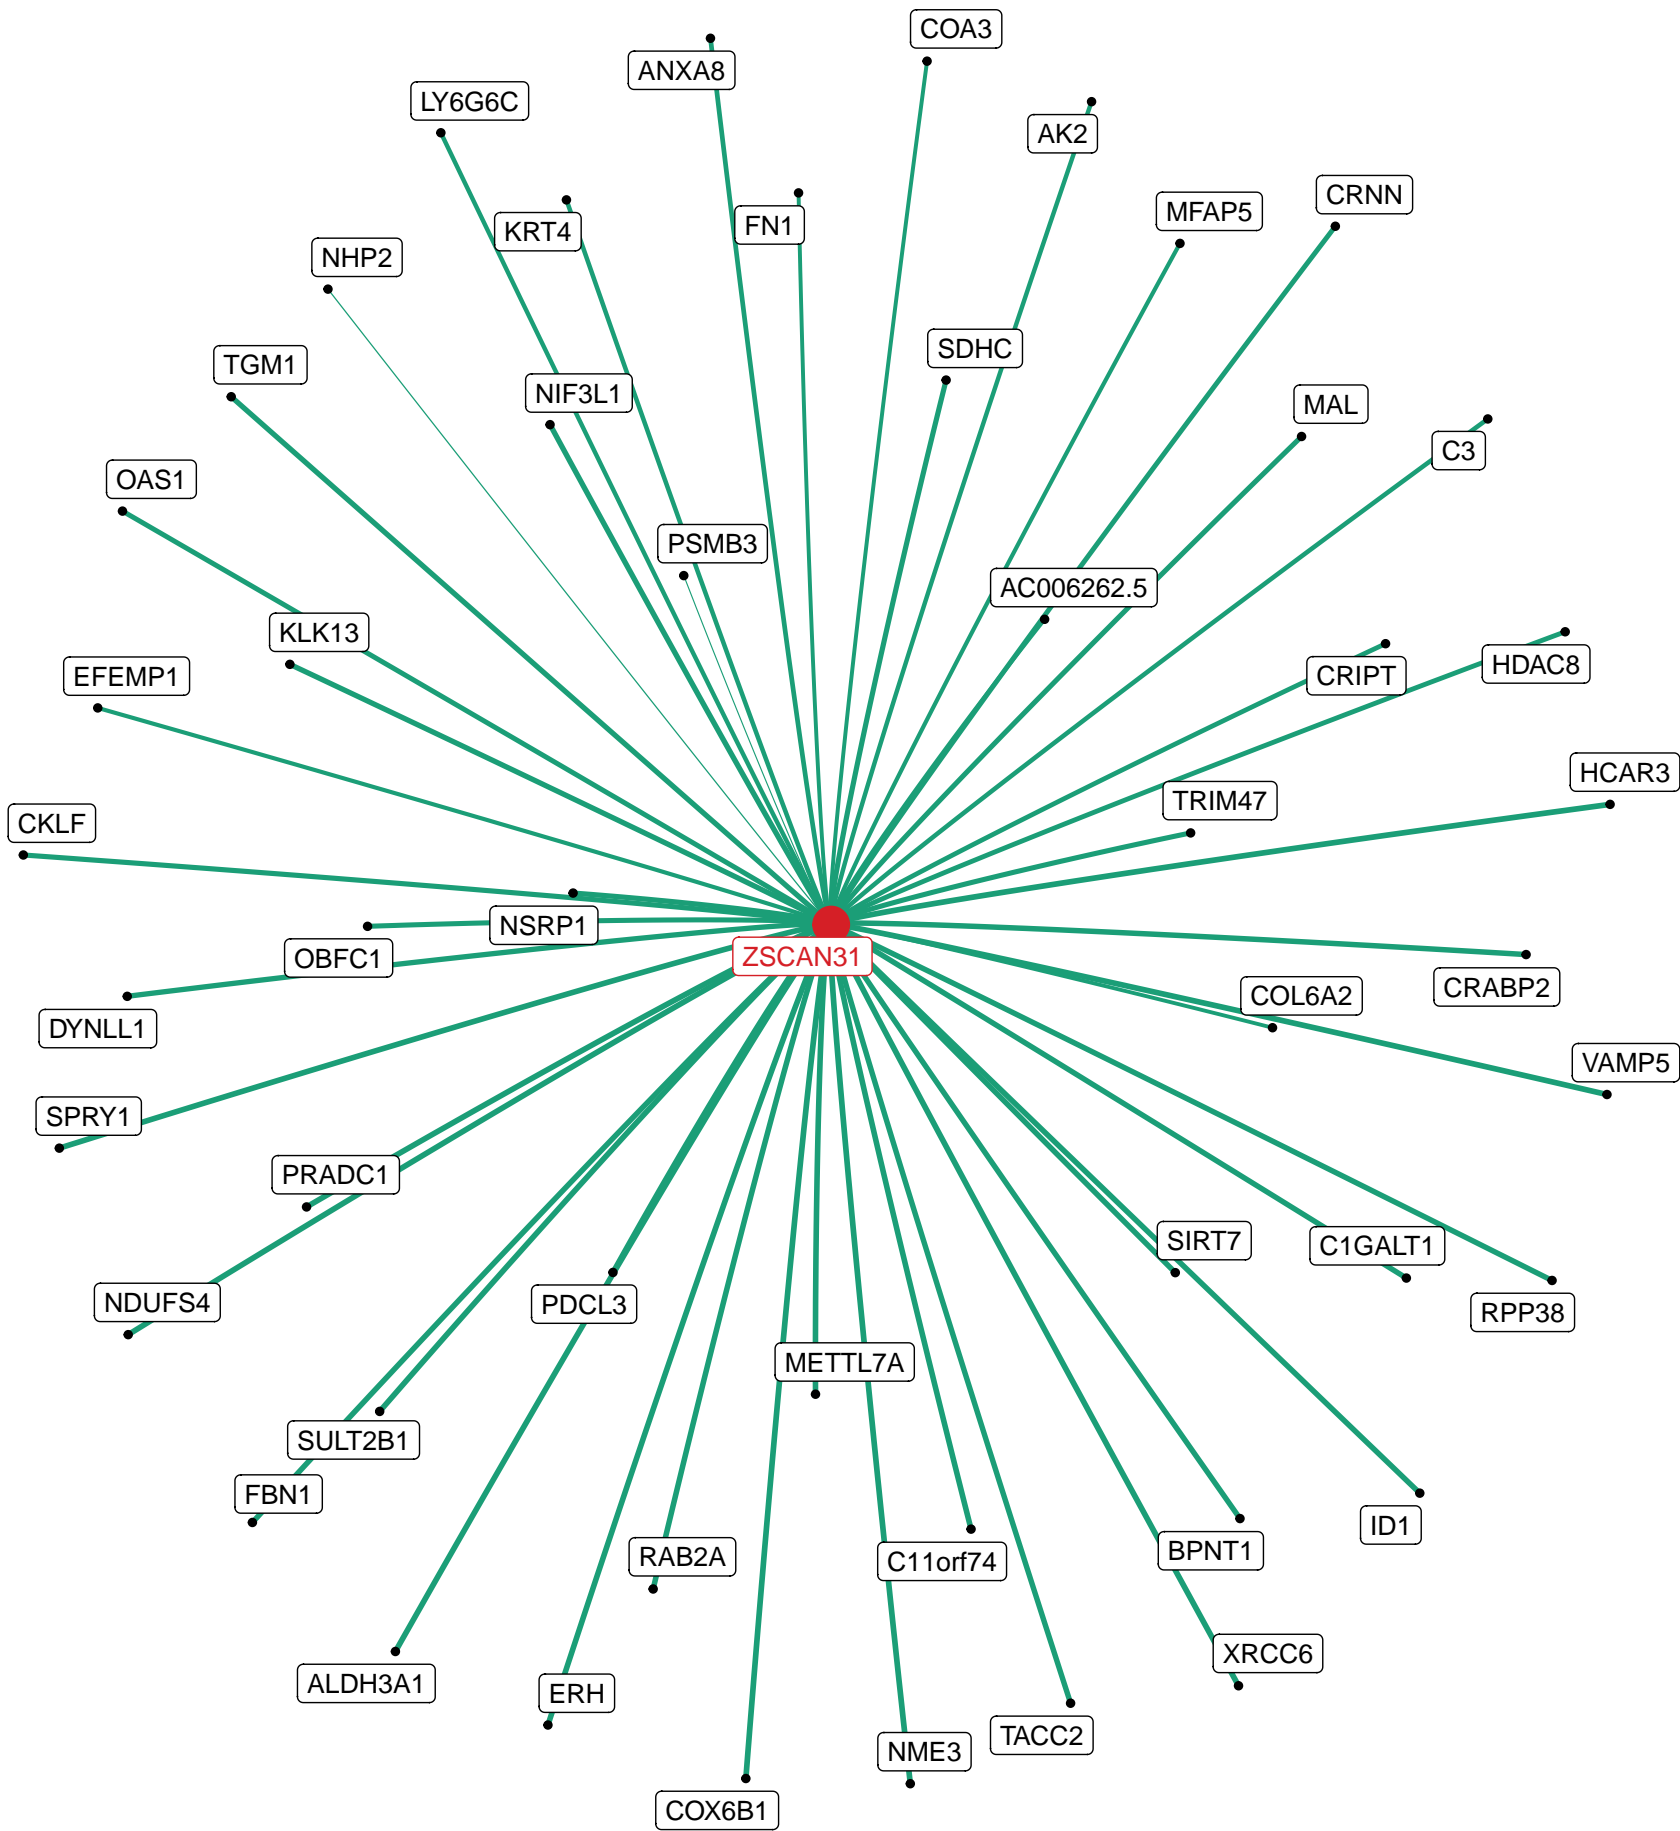 COA3
ANXA8
LY6G6C
AK2
CRNN
MFAP5
FN1
KRT4
NHP2
SDHC
TGM1
NIF3L1
MAL
C3
OAS1
PSMB3
AC006262.5
KLK13
HDAC8
EFEMP1
CRIPT
HCAR3
TRIM47
CKLF
NSRP1
ZSCAN31
OBFC1
CRABP2
COL6A2
DYNLL1
VAMP5
SPRY1
PRADC1
SIRT7
C1GALT1
NDUFS4
PDCL3
RPP38
METTL7A
SULT2B1
FBN1
ID1
BPNT1
RAB2A
C11orf74
XRCC6
ALDH3A1
ERH
TACC2
NME3
COX6B1